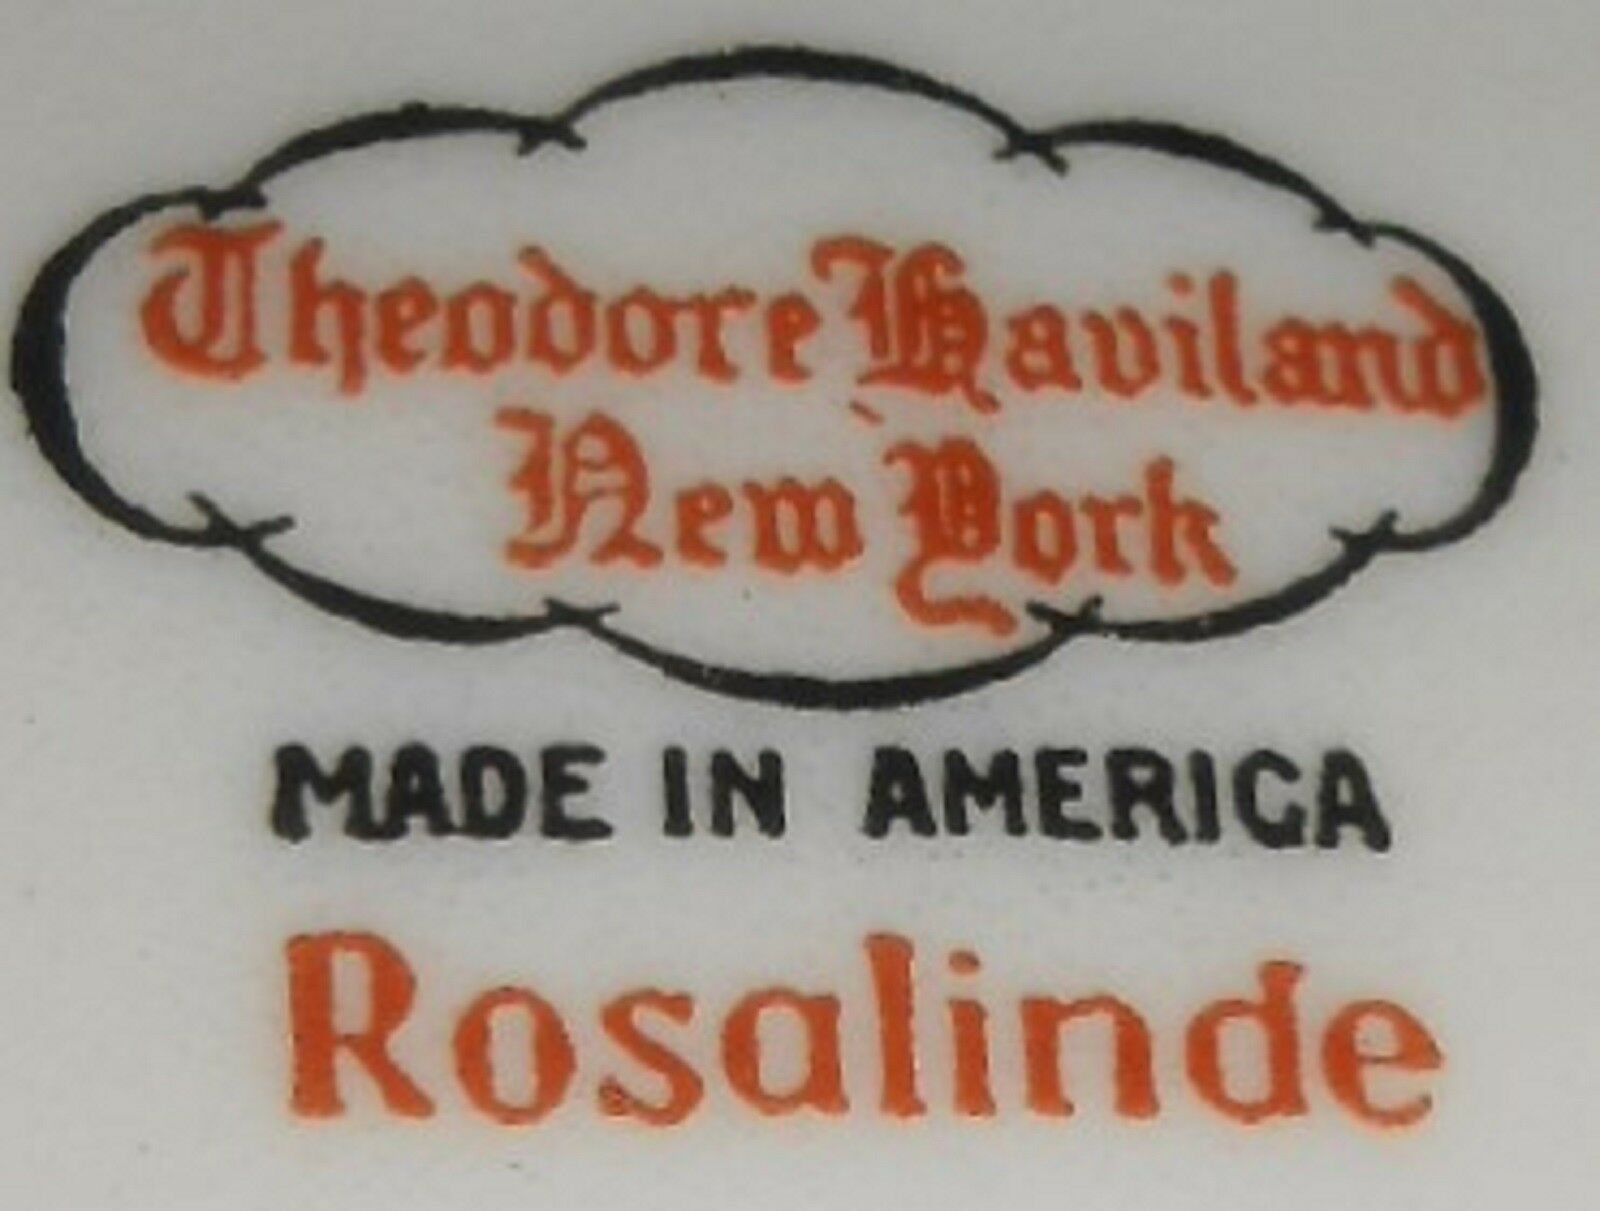 Theodore Haviland
New York
MADE IN AMERICA
Rosalinde